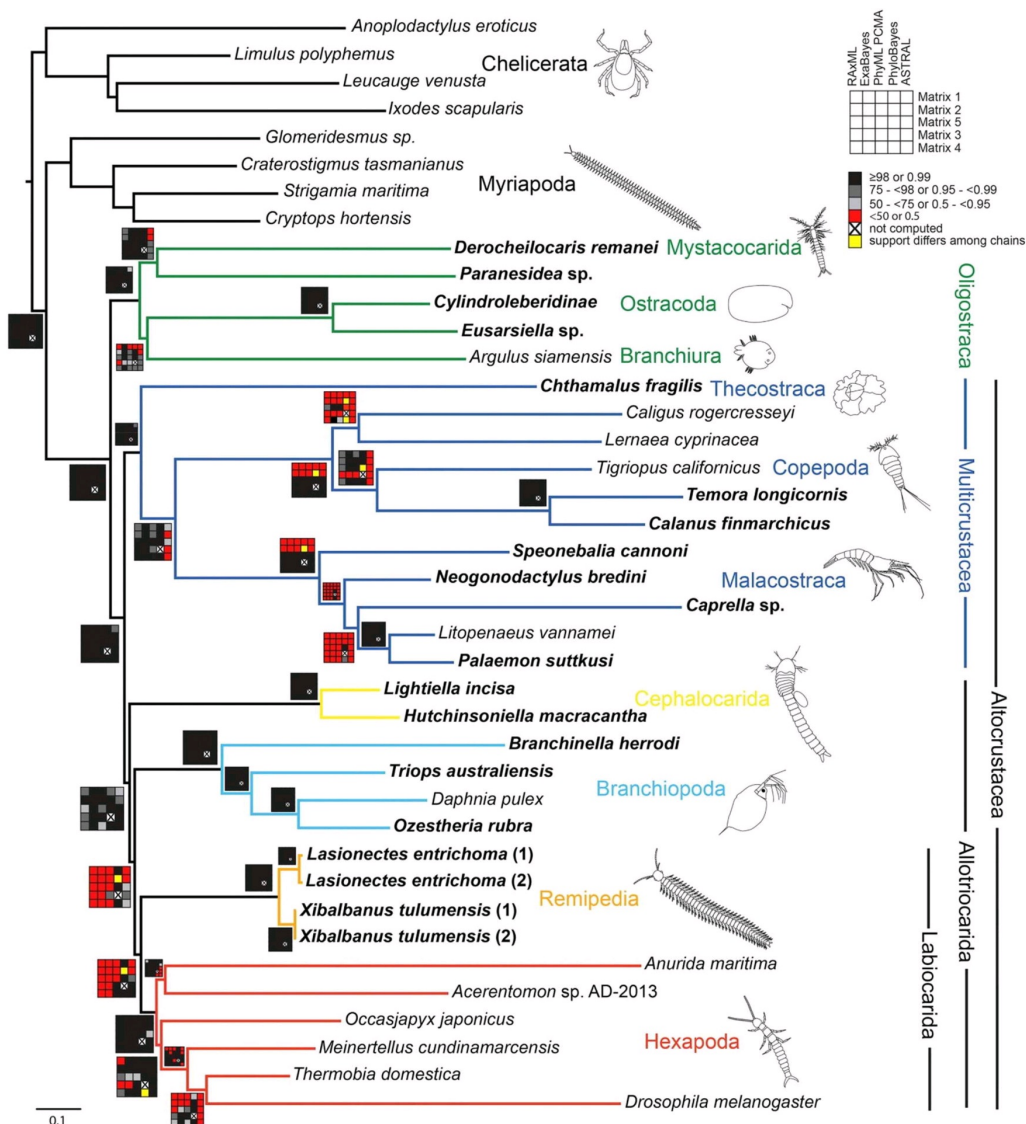 Anoplodactylus eroticus
Limulus polyphemus
Leucauge venusta
Ixodes scapularis
Chelicerata
Glomeridesmus sp.
Craterostigmus tasmanianus
Strigamia maritima
Cryptops hortensis
Myriapoda
RAxML
ExaBayes
PhyML PCMA
PhyloBayes
ASTRAL
Matrix 1
Matrix 2
Matrix 5
Matrix 3
Matrix 4
≥98 or 0.99
75 - <98 or 0.95 - <0.99
50 - <75 or 0.5 - <0.95
<50 or 0.5
not computed
support differs among chains
Derocheilocaris remanei
Mystacocarida
Paranesidea sp.
Cylindroleberidinae
Ostracoda
Eusarsiella sp.
Argulus siamensis
Branchiura
Oligostraca
Chthamalus fragilis
Thecostraca
Caligus rogercresseyi
Lernaea cyprinacea
Tigriopus californicus
Copepoda
Temora longicornis
Calanus finmarchicus
Speonebalia cannoni
Neogonodactylus bredini
Malacostraca
Caprella sp.
Litopenaeus vannamei
Palaemon suttkusi
Multicrustacea
Lightiella incisa
Cephalocarida
Hutchinsoniella macracantha
Altocrustacea
Branchinella herrodi
Triops australiensis
Branchiopoda
Daphnia pulex
Ozestheria rubra
Allotriocarida
Lasionectes entrichoma (1)
Lasionectes entrichoma (2)
Remipedia
Xibalbanus tulumensis (1)
Xibalbanus tulumensis (2)
Labiocarida
Anurida maritima
Acerentomon sp. AD-2013
Occasjapyx japonicus
Hexapoda
Meinertellus cundinamarcensis
Thermobia domestica
Drosophila melanogaster
0.1